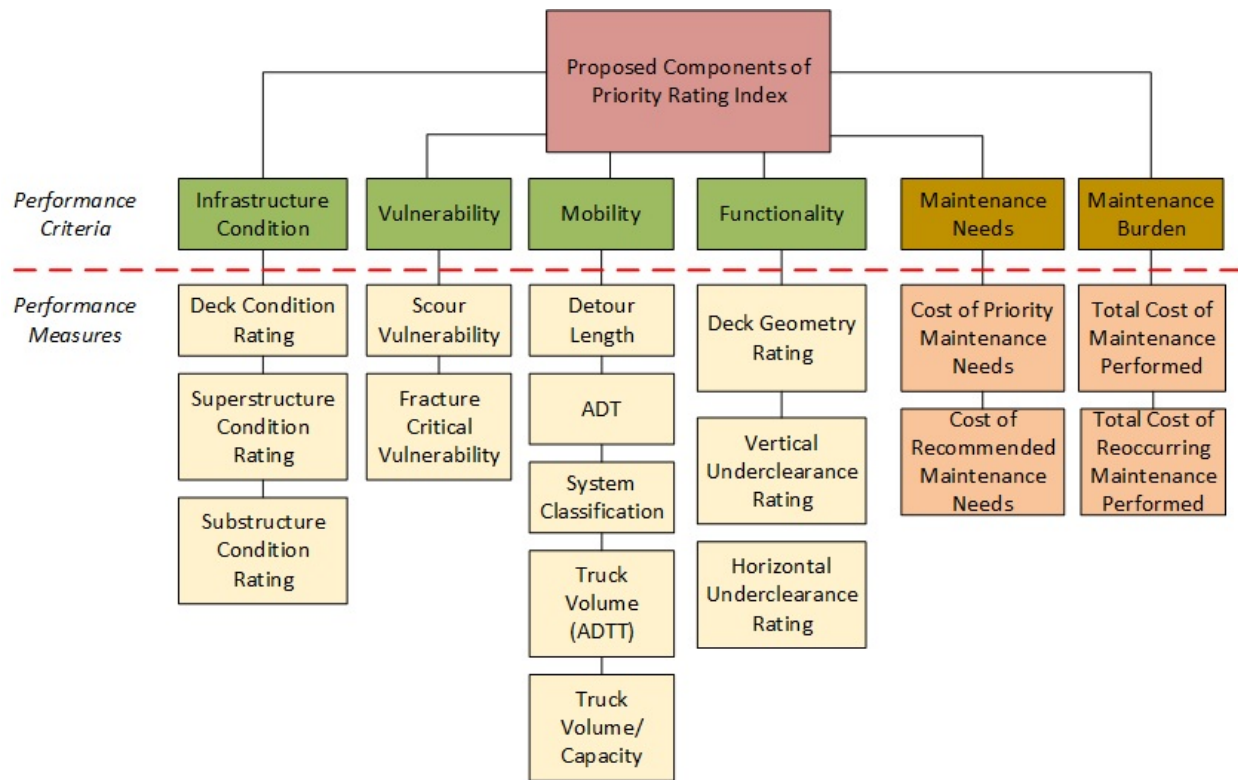 Proposed Components of
Priority Rating Index
Performance
Criteria
Infrastructure
Condition
Vulnerability
Mobility
Functionality
Maintenance
Needs
Maintenance
Burden
Performance
Measures
Deck Condition
Rating
Superstructure
Condition
Rating
Substructure
Condition
Rating
Scour
Vulnerability
Fracture
Critical
Vulnerability
Detour
Length
ADT
System
Classification
Truck
Volume
(ADTT)
Truck
Volume/
Capacity
Deck Geometry
Rating
Vertical
Underclearance
Rating
Horizontal
Underclearance
Rating
Cost of Priority
Maintenance
Needs
Cost of
Recommended
Maintenance
Needs
Total Cost of
Maintenance
Performed
Total Cost of
Reoccurring
Maintenance
Performed